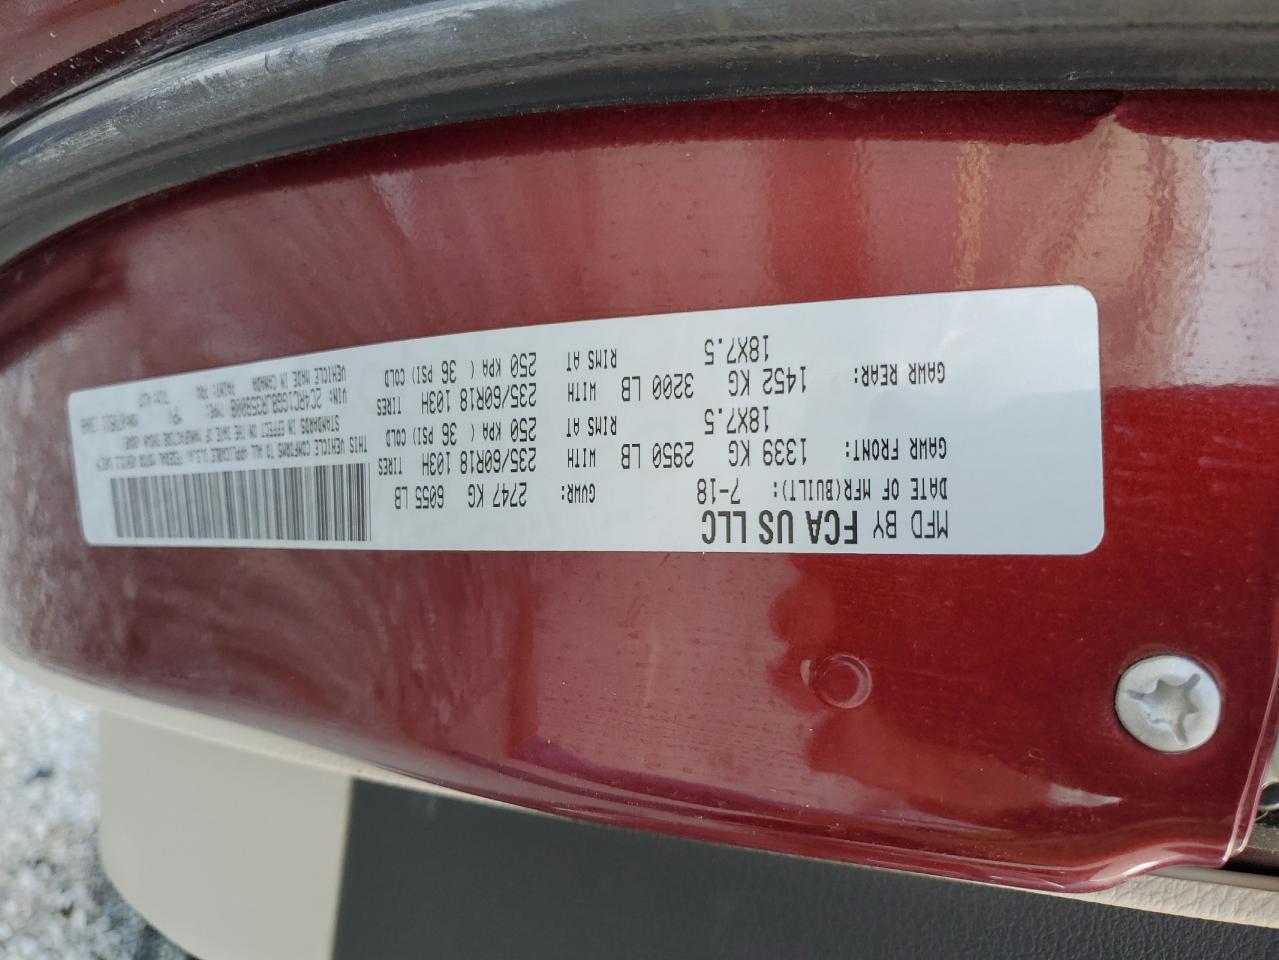 MFD BY FCA US LLC
DATE OF MFR(BUILT): 7-18 GVWR: 2747 KG 6055 LB
GAWR FRONT: 1339 KG 2950 LB WITH 235/60R18 103H TIRES
18X7.5 RIMS AT 250 KPA ( 36 PSI) COLD
GAWR REAR: 1452 KG 3200 LB WITH 235/60R18 103H TIRES
18X7.5 RIMS AT 250 KPA ( 36 PSI) COLD
THIS VEHICLE CONFORMS TO ALL APPLICABLE U.S.A. FEDERAL MOTOR VEHICLE SAFETY
STANDARDS IN EFFECT ON THE DATE OF MANUFACTURE SHOWN ABOVE.
VIN: TYPE:
VEHICLE MADE IN CANADA PAINT: